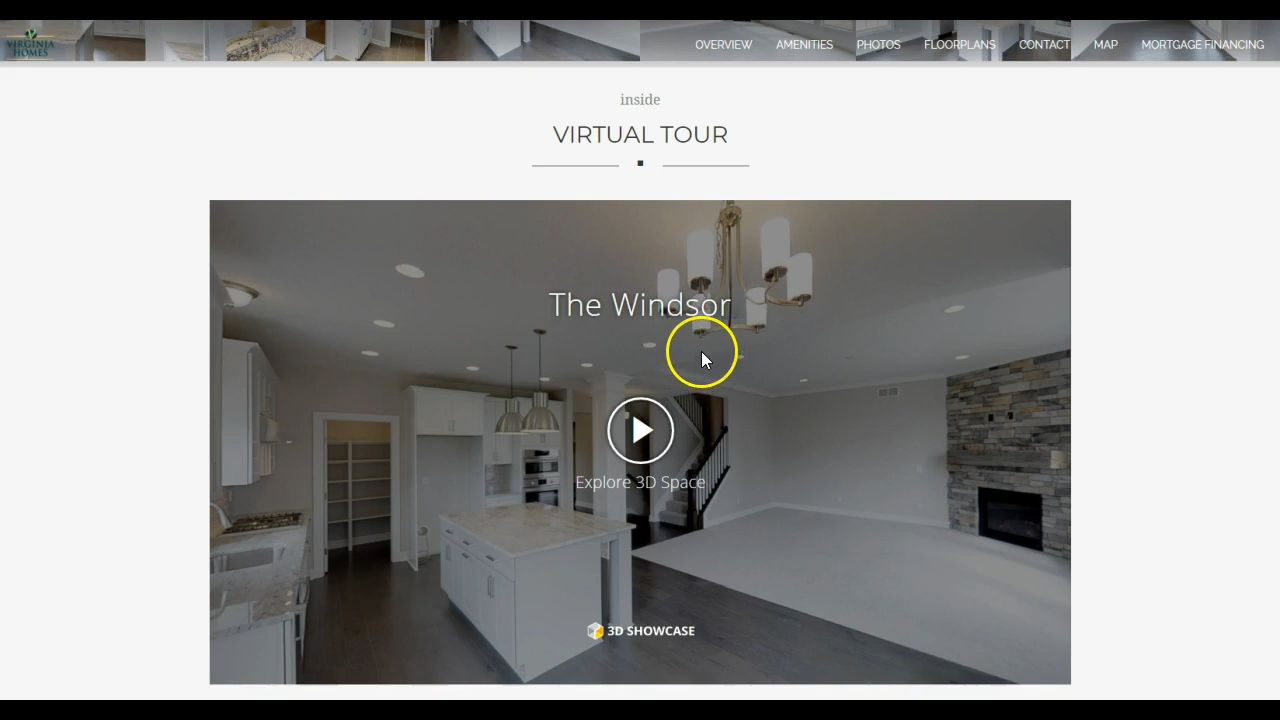 VIRGINIA
HOMES
OVERVIEW AMENITIES PHOTOS FLOORPLANS CONTACT MAP MORTGAGE FINANCING
inside
VIRTUAL TOUR
The Windsor
Explore 3D Space
3D SHOWCASE